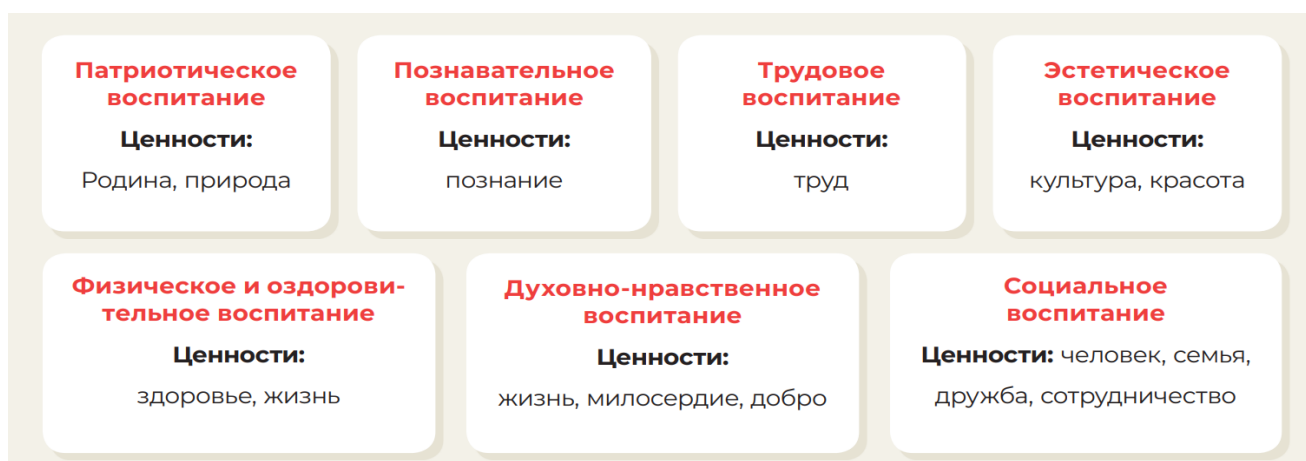 Патриотическое
воспитание
Ценности:
Родина, природа
Познавательное
воспитание
Ценности:
познание
Трудовое
воспитание
Ценности:
труд
Эстетическое
воспитание
Ценности:
культура, красота
Физическое и оздорови-
тельное воспитание
Ценности:
здоровье, жизнь
Духовно-нравственное
воспитание
Ценности:
жизнь, милосердие, добро
Социальное
воспитание
Ценности: человек, семья,
дружба, сотрудничество